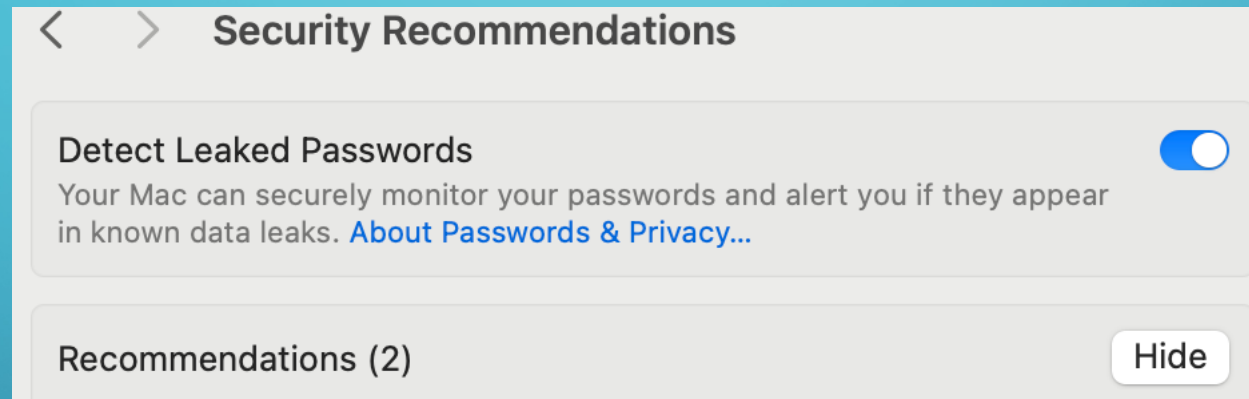 Security Recommendations
Detect Leaked Passwords
Your Mac can securely monitor your passwords and alert you if they appear
in known data leaks. About Passwords & Privacy...
Recommendations (2)
Hide